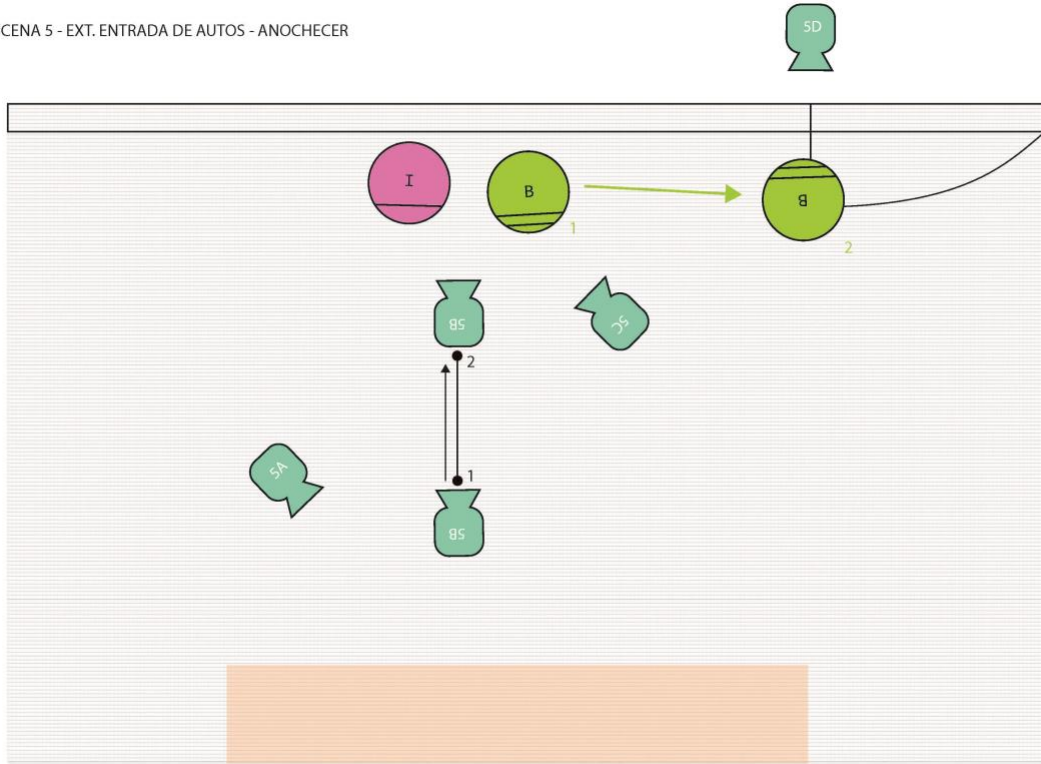 CENA 5 - EXT. ENTRADA DE AUTOS - ANOCHECER
5D
I
B
1
B
2
5B
5C
2
5A
1
5B